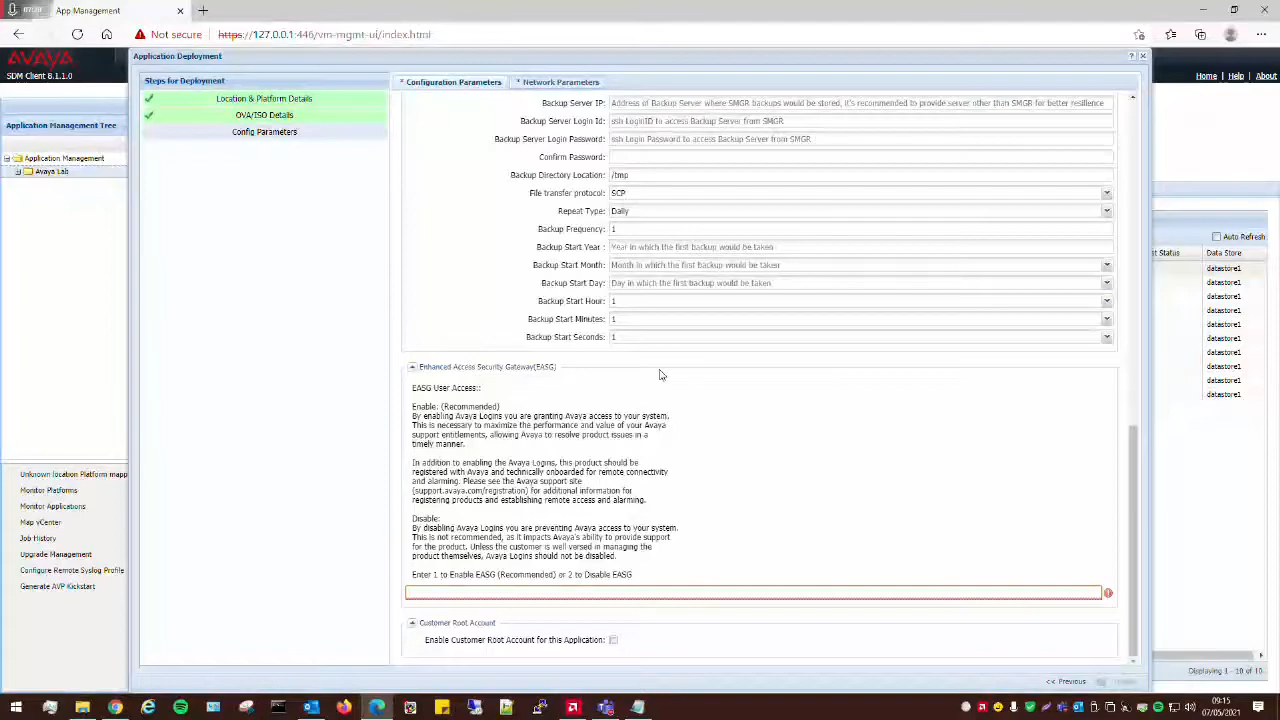 App Management
Not secure
https://127.0.0.1:446/vm-mgmt-ui/index.html
AVAYA
SDM Client 8.1.1.0
Home | Help | About
Application Deployment
Application Management Tree
Application Management
Avaya Lab
Steps for Deployment
Location & Platform Details
OVA/ISO Details
Config Parameters
* Configuration Parameters
* Network Parameters
Backup Server IP: Address of Backup Server where SMGR backups would be stored, it's recommended to provide server other than SMGR for better resilience
Backup Server Login Id: ssh LoginID to access Backup Server from SMGR
Backup Server Login Password: ssh Login Password to access Backup Server from SMGR
Confirm Password:
Backup Directory Location: /tmp
File transfer protocol: SCP
Repeat Type: Daily
Backup Frequency: 1
Backup Start Year : Year in which the first backup would be taken
Backup Start Month: Month in which the first backup would be taken
Backup Start Day: Day in which the first backup would be taken
Backup Start Hour: 1
Backup Start Minutes: 1
Backup Start Seconds: 1
Enhanced Access Security Gateway(EASG)
EASG User Access::
Enable: (Recommended)
By enabling Avaya Logins you are granting Avaya access to your system.
This is necessary to maximize the performance and value of your Avaya
support entitlements, allowing Avaya to resolve product issues in a
timely manner.
In addition to enabling the Avaya Logins, this product should be
registered with Avaya and technically onboarded for remote connectivity
and alarming. Please see the Avaya support site
(support.avaya.com/registration) for additional information for
registering products and establishing remote access and alarming.
Disable:
By disabling Avaya Logins you are preventing Avaya access to your system.
This is not recommended, as it impacts Avaya's ability to provide support
for the product. Unless the customer is well versed in managing the
product themselves, Avaya Logins should not be disabled.
Enter 1 to Enable EASG (Recommended) or 2 to Disable EASG
Customer Root Account
Enable Customer Root Account for this Application:
<< Previous
Auto Refresh
t Status
Data Store
datastore1
datastore1
datastore1
datastore1
datastore1
datastore1
datastore1
datastore1
datastore1
datastore1
Displaying 1 - 10 of 10
Unknown location Platform mapp
Monitor Platforms
Monitor Applications
Map vCenter
Job History
Upgrade Management
Configure Remote Syslog Profile
Generate AVP Kickstart
09:15
07/05/2021